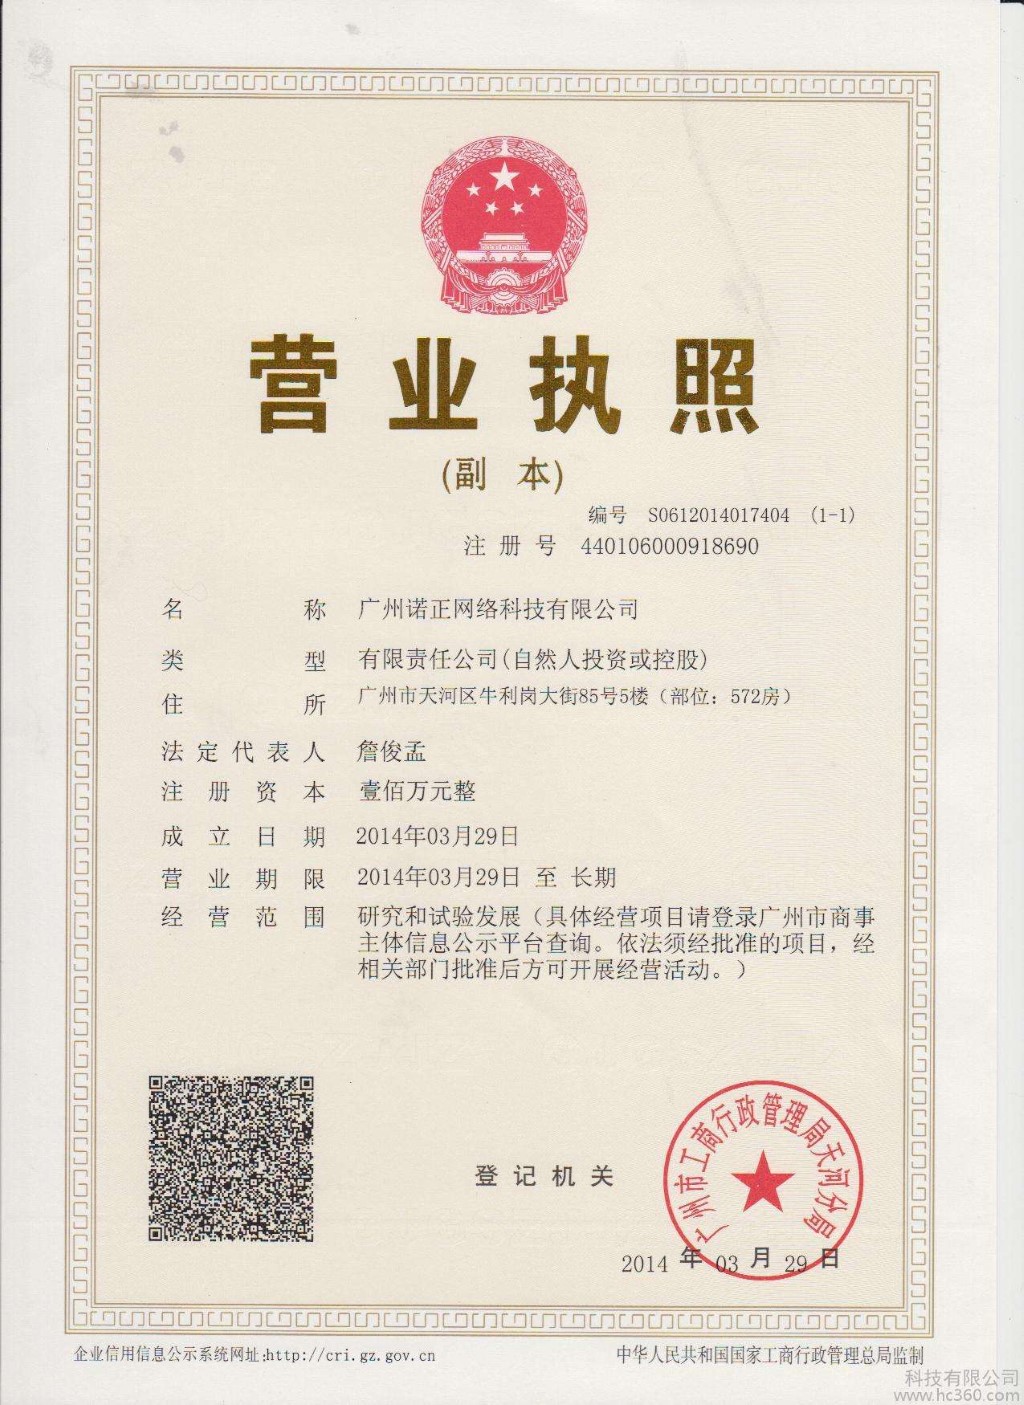 营业执照
(副 本)
编号 S0612014017404 (1-1)
注册号 440106000918690
名称 广州诺正网络科技有限公司
类型 有限责任公司(自然人投资或控股)
住所 广州市天河区牛利岗大街85号5楼（部位：572房）
法定代表人 詹俊孟
注册资本 壹佰万元整
成立日期 2014年03月29日
营业期限 2014年03月29日 至 长期
经营范围 研究和试验发展（具体经营项目请登录广州市商事
主体信息公示平台查询。依法须经批准的项目，经
相关部门批准后方可开展经营活动。）
广州市工商行政管理局天河分局
登记机关
2014 年 03 月 29 日
企业信用信息公示系统网址:http://cri.gz.gov.cn
中华人民共和国国家工商行政管理总局监制
科技有限公司
www.hc360.com